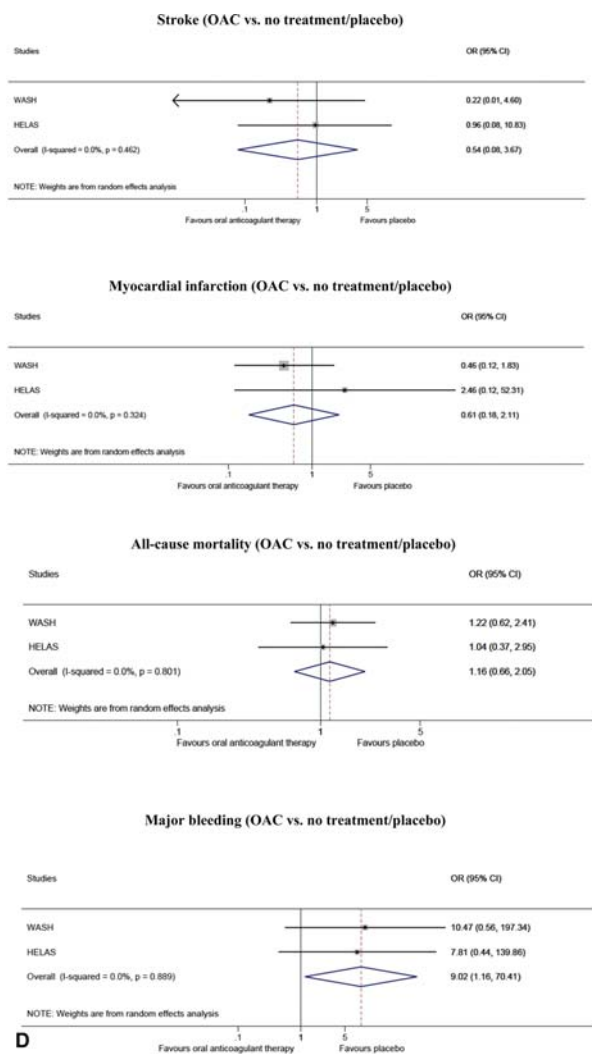 Stroke (OAC vs. no treatment/placebo)
Studies OR (95% CI)
WASH 0.22 (0.01, 4.60)
HELAS 0.96 (0.08, 10.83)
Overall (I-squared = 0.0%, p = 0.462) 0.54 (0.08, 3.67)
NOTE: Weights are from random effects analysis
.1 1 5
Favours oral anticoagulant therapy Favours placebo
Myocardial infarction (OAC vs. no treatment/placebo)
Studies OR (95% CI)
WASH 0.46 (0.12, 1.83)
HELAS 2.46 (0.12, 52.31)
Overall (I-squared = 0.0%, p = 0.324) 0.61 (0.18, 2.11)
NOTE: Weights are from random effects analysis
.1 1 5
Favours oral anticoagulant therapy Favours placebo
All-cause mortality (OAC vs. no treatment/placebo)
Studies OR (95% CI)
WASH 1.22 (0.62, 2.41)
HELAS 1.04 (0.37, 2.95)
Overall (I-squared = 0.0%, p = 0.801) 1.16 (0.66, 2.05)
NOTE: Weights are from random effects analysis
.1 1 5
Favours oral anticoagulant therapy Favours placebo
Major bleeding (OAC vs. no treatment/placebo)
Studies OR (95% CI)
WASH 10.47 (0.56, 197.34)
HELAS 7.81 (0.44, 139.86)
Overall (I-squared = 0.0%, p = 0.889) 9.02 (1.16, 70.41)
NOTE: Weights are from random effects analysis
.1 1 5
Favours oral anticoagulant therapy Favours placebo
D